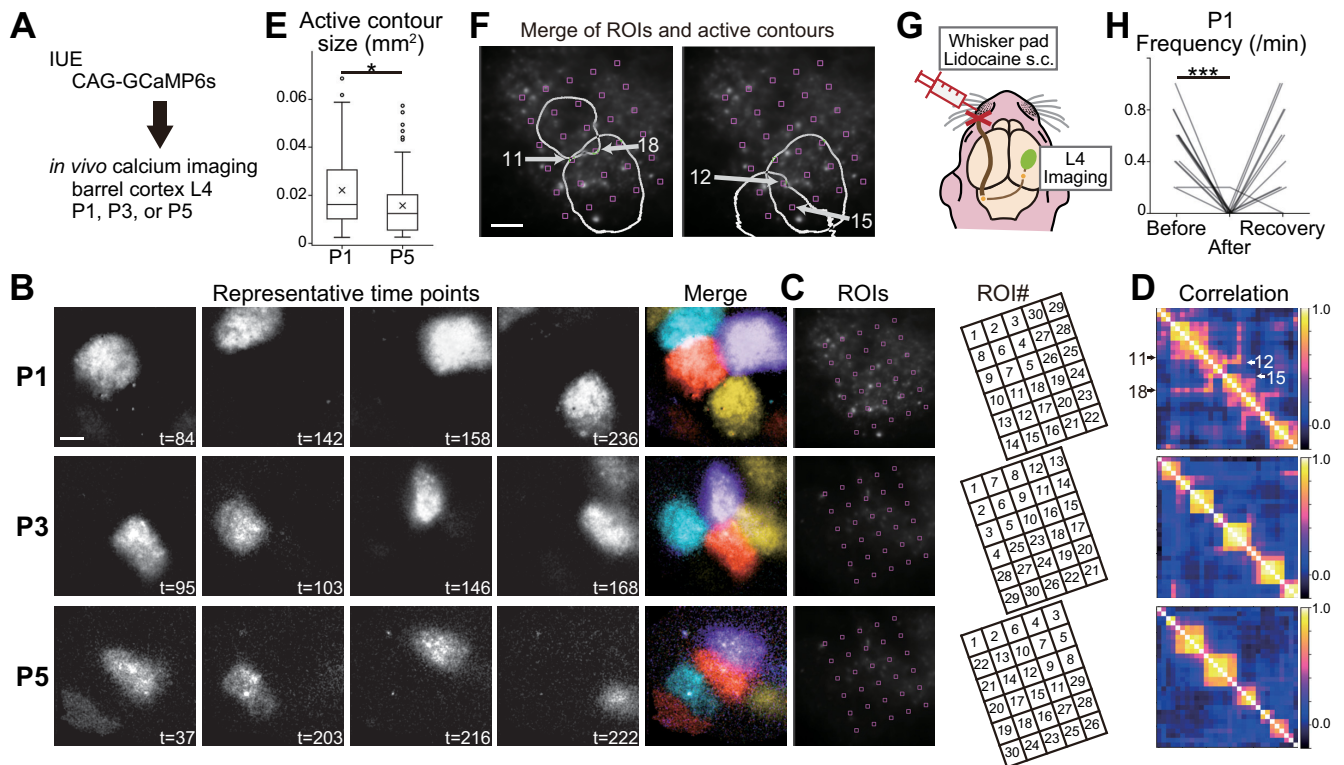 A
IUE
CAG-GCaMP6s
in vivo calcium imaging
barrel cortex L4
P1, P3, or P5
E
Active contour
size (mm²)
*
0.06
0.04
0.02
0
P1
P5
F
Merge of ROIs and active contours
11
18
12
15
G
Whisker pad
Lidocaine s.c.
L4
Imaging
H
P1
Frequency (/min)
***
0.8
0.4
0
Before
After
Recovery
B
Representative time points
Merge
P1
t=84
t=142
t=158
t=236
P3
t=95
t=103
t=146
t=168
P5
t=37
t=203
t=216
t=222
C
ROIs
ROI#
1 2 3 30 29
8 6 4 27 28
9 7 5 26 25
10 11 18 19 24
13 12 17 20 23
14 15 16 21 22
1 7 8 12 13
2 6 9 11 14
3 5 10 16 15
4 25 23 18 17
28 27 24 19 20
29 30 26 22 21
1 2 6 4 3
22 13 10 7 5
21 14 12 9 8
20 17 15 11 29
19 18 16 27 28
30 24 23 25 26
D
Correlation
11
18
12
15
1.0
0.0
1.0
0.0
1.0
0.0